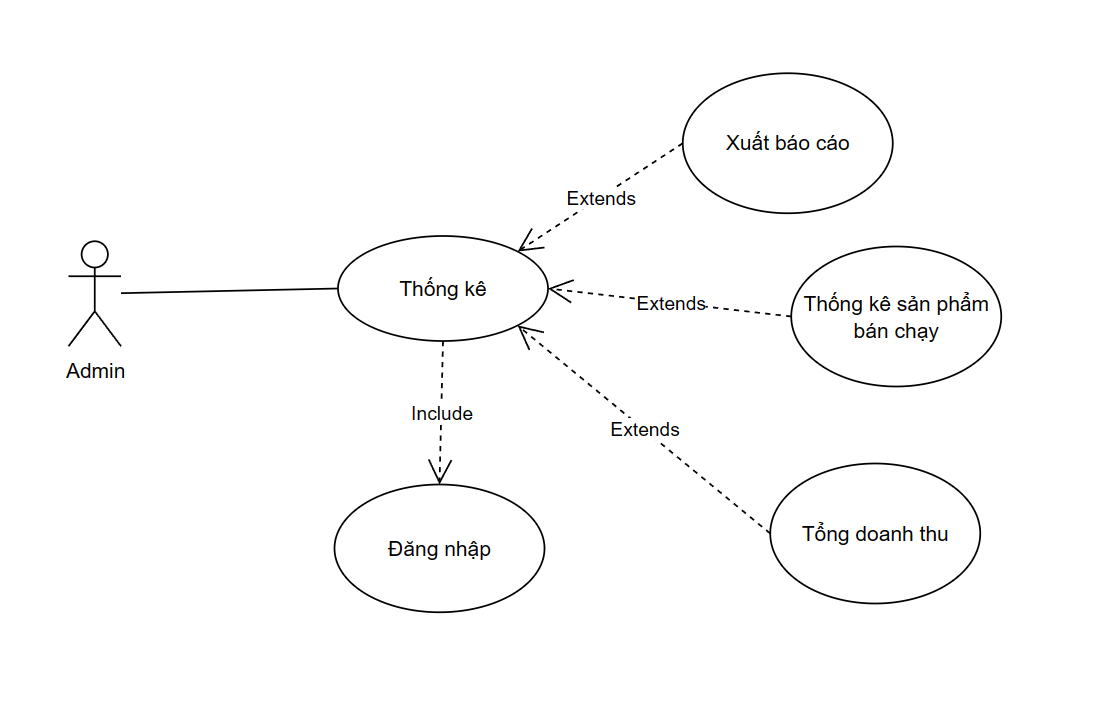 Xuất báo cáo
Extends
Thống kê
Extends
Thống kê sản phẩm
bán chạy
Admin
Include
Extends
Đăng nhập
Tổng doanh thu